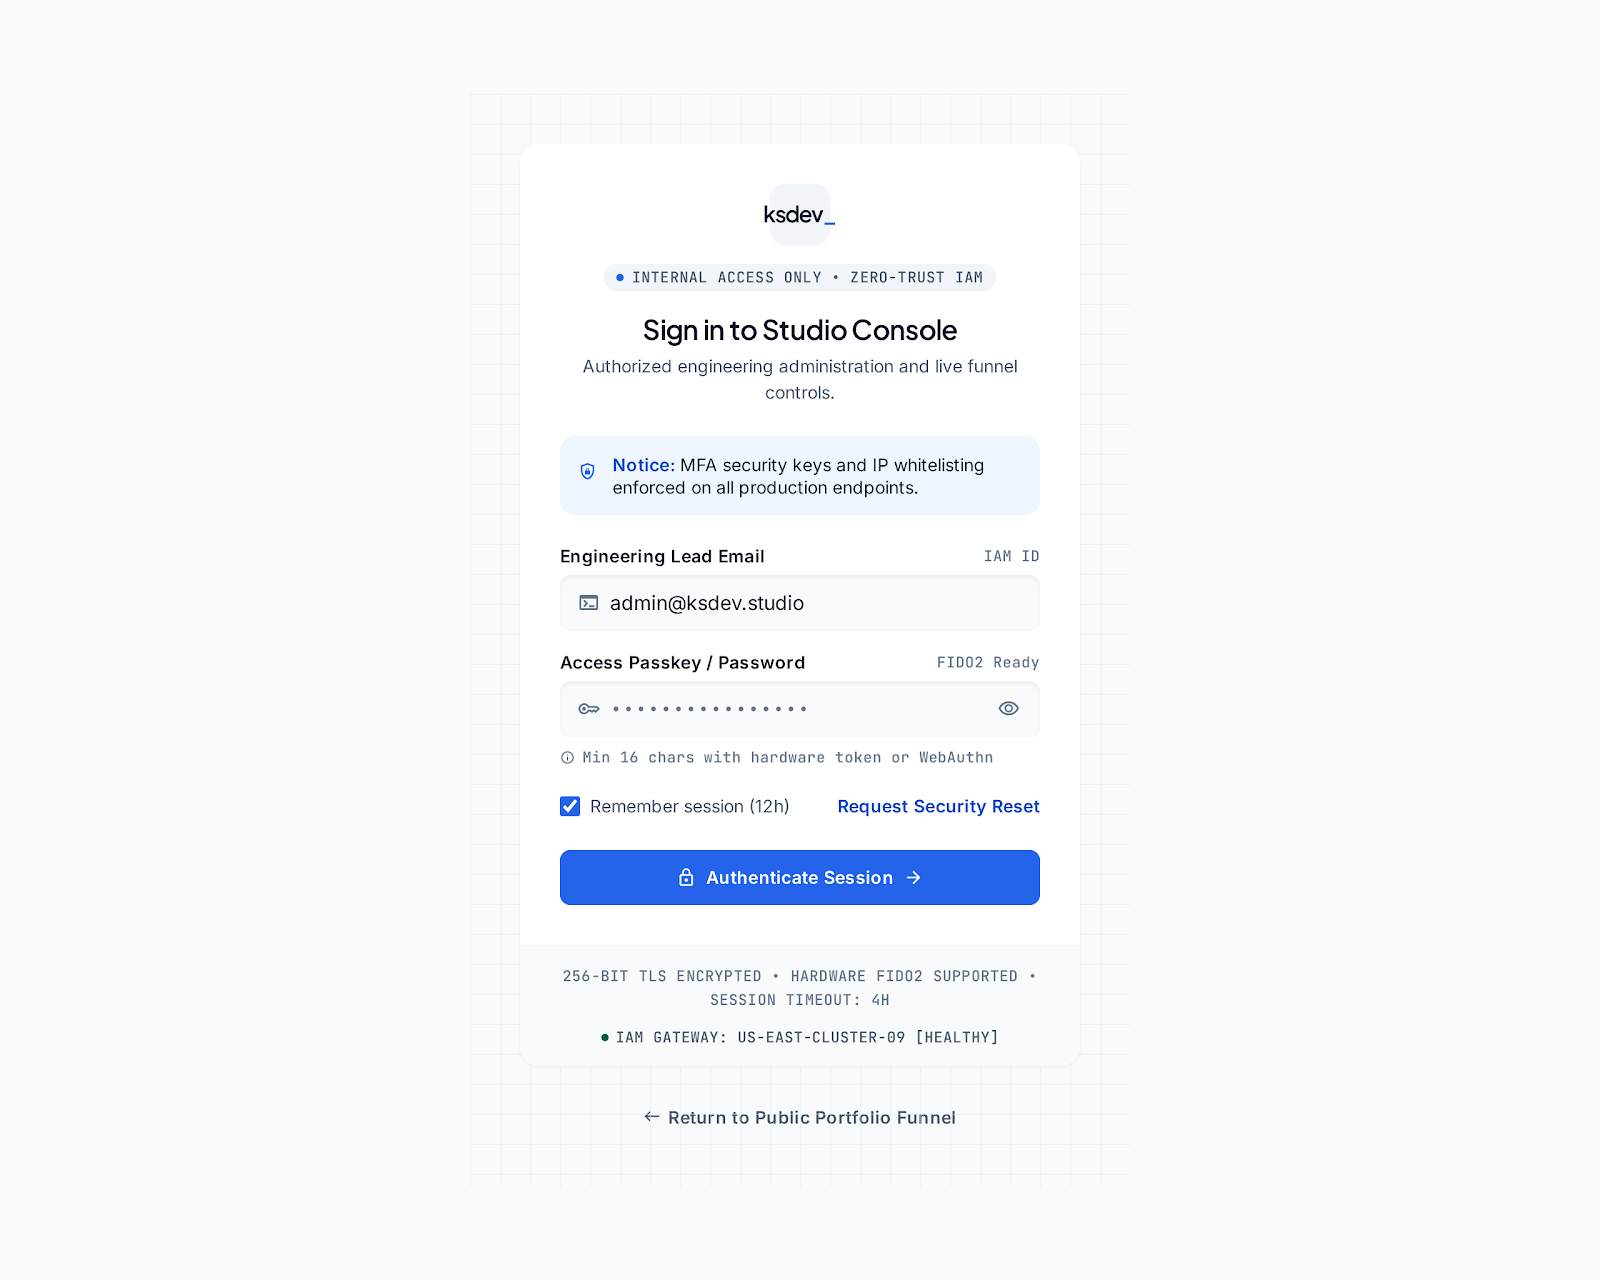 ksdev_
INTERNAL ACCESS ONLY • ZERO-TRUST IAM
Sign in to Studio Console
Authorized engineering administration and live funnel
controls.
Notice: MFA security keys and IP whitelisting
enforced on all production endpoints.
Engineering Lead Email IAM ID
admin@ksdev.studio
Access Passkey / Password FIDO2 Ready
••••••••••••••••
Min 16 chars with hardware token or WebAuthn
Remember session (12h) Request Security Reset
Authenticate Session →
256-BIT TLS ENCRYPTED • HARDWARE FIDO2 SUPPORTED •
SESSION TIMEOUT: 4H
IAM GATEWAY: US-EAST-CLUSTER-09 [HEALTHY]
← Return to Public Portfolio Funnel